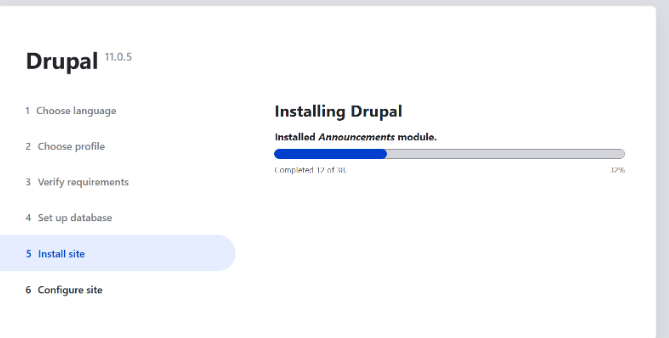 Drupal 11.0.5
1 Choose language
2 Choose profile
3 Verify requirements
4 Set up database
5 Install site
6 Configure site
Installing Drupal
Installed Announcements module.
Completed 12 of 38.
32%